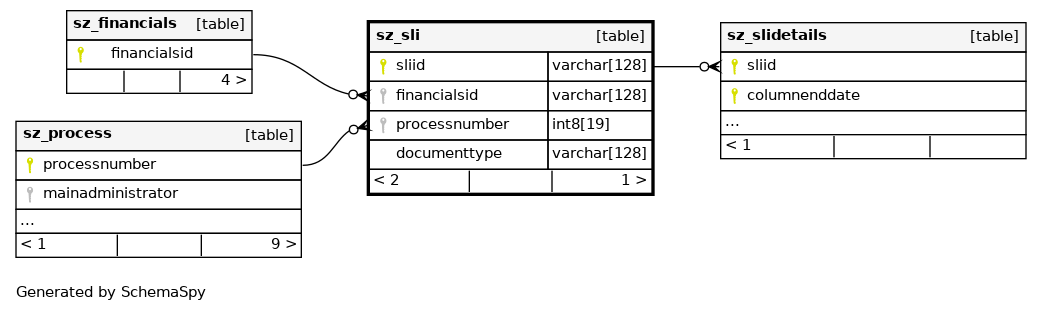 sz_financials [table]
financialsid
4 >
sz_process [table]
processnumber
mainadministrator
...
< 1 9 >
sz_sli [table]
sliid varchar[128]
financialsid varchar[128]
processnumber int8[19]
documenttype varchar[128]
< 2 1 >
sz_slidetails [table]
sliid
columnenddate
...
< 1
Generated by SchemaSpy